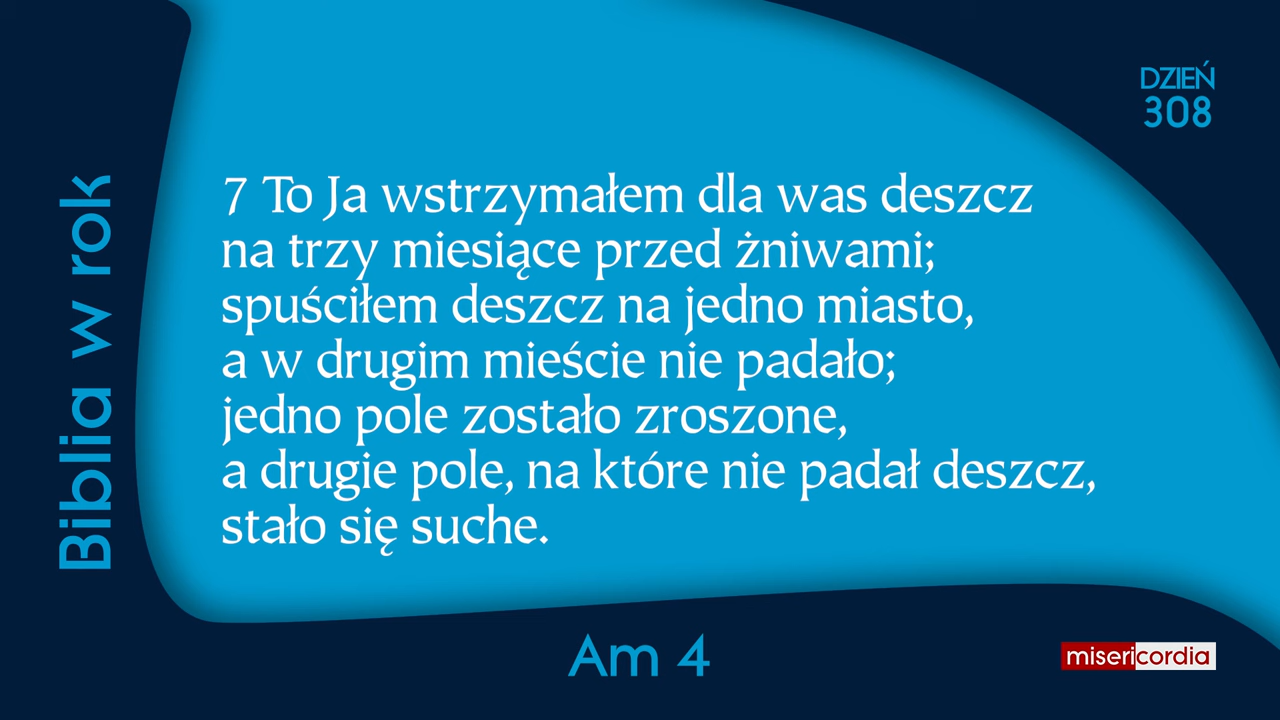 DZIEŃ
308
Biblia w rok
7 To Ja wstrzymałem dla was deszcz
na trzy miesiące przed żniwami;
spuściłem deszcz na jedno miasto,
a w drugim mieście nie padało;
jedno pole zostało zroszone,
a drugie pole, na które nie padał deszcz,
stało się suche.
Am 4
misericordia